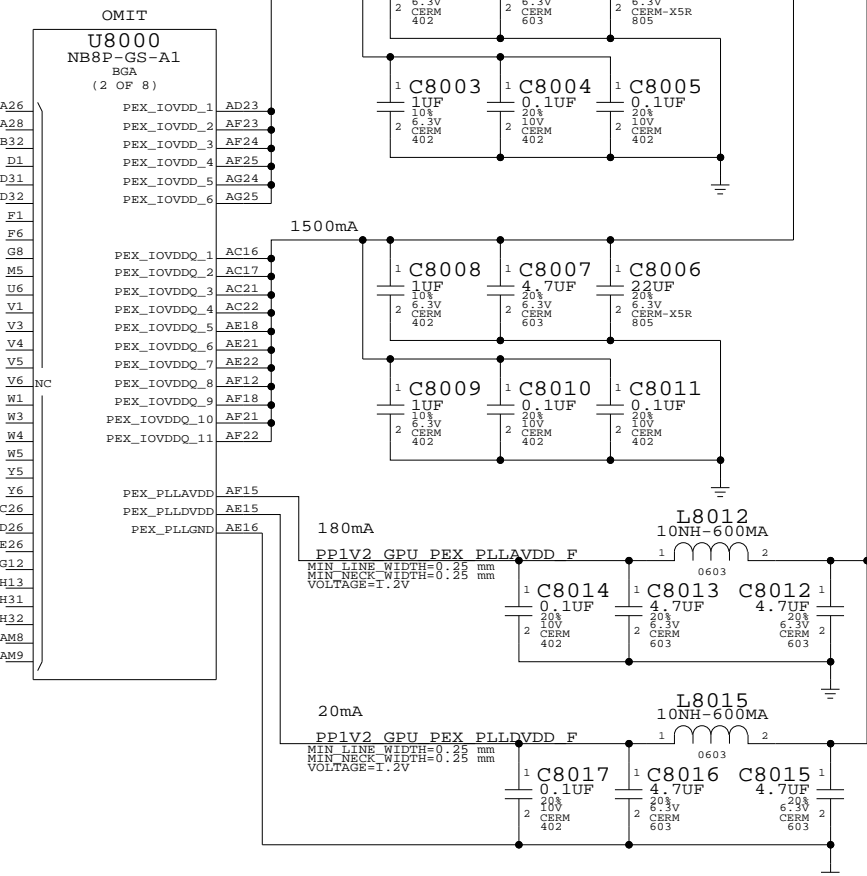 OMIT
U8000
NB8P-GS-A1
BGA
(2 OF 8)
A26
A28
B32
D1
D31
D32
F1
F6
G8
M5
U6
V1
V3
V4
V5
V6
W1
W3
W4
W5
Y5
Y6
C26
D26
E26
G12
H13
H31
H32
AM8
AM9
NC
PEX_IOVDD_1 AD23
PEX_IOVDD_2 AF23
PEX_IOVDD_3 AF24
PEX_IOVDD_4 AF25
PEX_IOVDD_5 AG24
PEX_IOVDD_6 AG25
PEX_IOVDDQ_1 AC16
PEX_IOVDDQ_2 AC17
PEX_IOVDDQ_3 AC21
PEX_IOVDDQ_4 AC22
PEX_IOVDDQ_5 AE18
PEX_IOVDDQ_6 AE21
PEX_IOVDDQ_7 AE22
PEX_IOVDDQ_8 AF12
PEX_IOVDDQ_9 AF18
PEX_IOVDDQ_10 AF21
PEX_IOVDDQ_11 AF22
PEX_PLLAVDD AF15
PEX_PLLDVDD AE15
PEX_PLLGND AE16
2
6.3V
CERM
402
2
6.3V
CERM
603
2
6.3V
CERM-X5R
805
1
C8003
1UF
10%
6.3V
2
CERM
402
1
C8004
0.1UF
20%
10V
2
CERM
402
1
C8005
0.1UF
20%
10V
2
CERM
402
1500mA
1
C8008
1UF
10%
6.3V
2
CERM
402
1
C8007
4.7UF
20%
6.3V
2
CERM
603
1
C8006
22UF
20%
6.3V
2
CERM-X5R
805
1
C8009
1UF
10%
6.3V
2
CERM
402
1
C8010
0.1UF
20%
10V
2
CERM
402
1
C8011
0.1UF
20%
10V
2
CERM
402
180mA
PP1V2_GPU_PEX_PLLAVDD_F
MIN_LINE_WIDTH=0.25 mm
MIN_NECK_WIDTH=0.25 mm
VOLTAGE=1.2V
L8012
10NH-600MA
1 2
0603
1
C8014
0.1UF
20%
10V
2
CERM
402
1
C8013
4.7UF
20%
6.3V
2
CERM
603
C8012
1
4.7UF
20%
6.3V
CERM
2
603
20mA
PP1V2_GPU_PEX_PLLDVDD_F
MIN_LINE_WIDTH=0.25 mm
MIN_NECK_WIDTH=0.25 mm
VOLTAGE=1.2V
L8015
10NH-600MA
1 2
0603
1
C8017
0.1UF
20%
10V
2
CERM
402
1
C8016
4.7UF
20%
6.3V
2
CERM
603
C8015
1
4.7UF
20%
6.3V
CERM
2
603